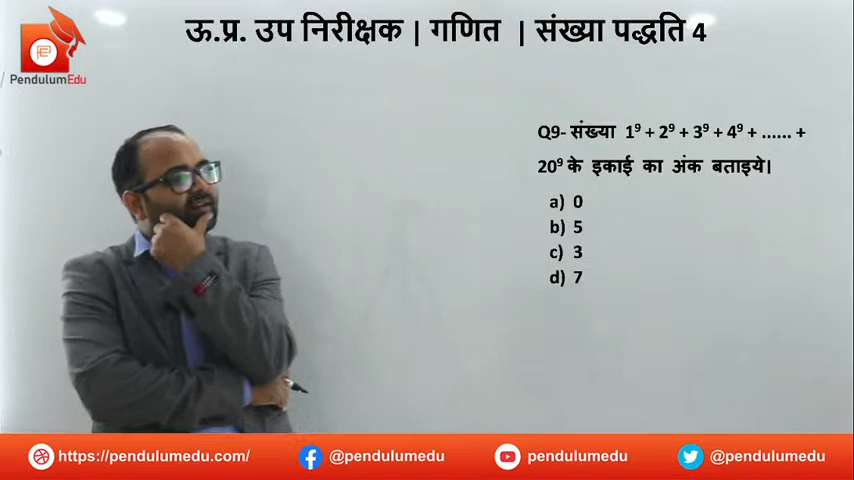 ऊ.प्र. उप निरीक्षक | गणित | संख्या पद्धति 4
PendulumEdu
Q9- संख्या 1⁹ + 2⁹ + 3⁹ + 4⁹ + ...... +
20⁹ के इकाई का अंक बताइये।
a) 0
b) 5
c) 3
d) 7
https://pendulumedu.com/
@pendulumedu
pendulumedu
@pendulumedu